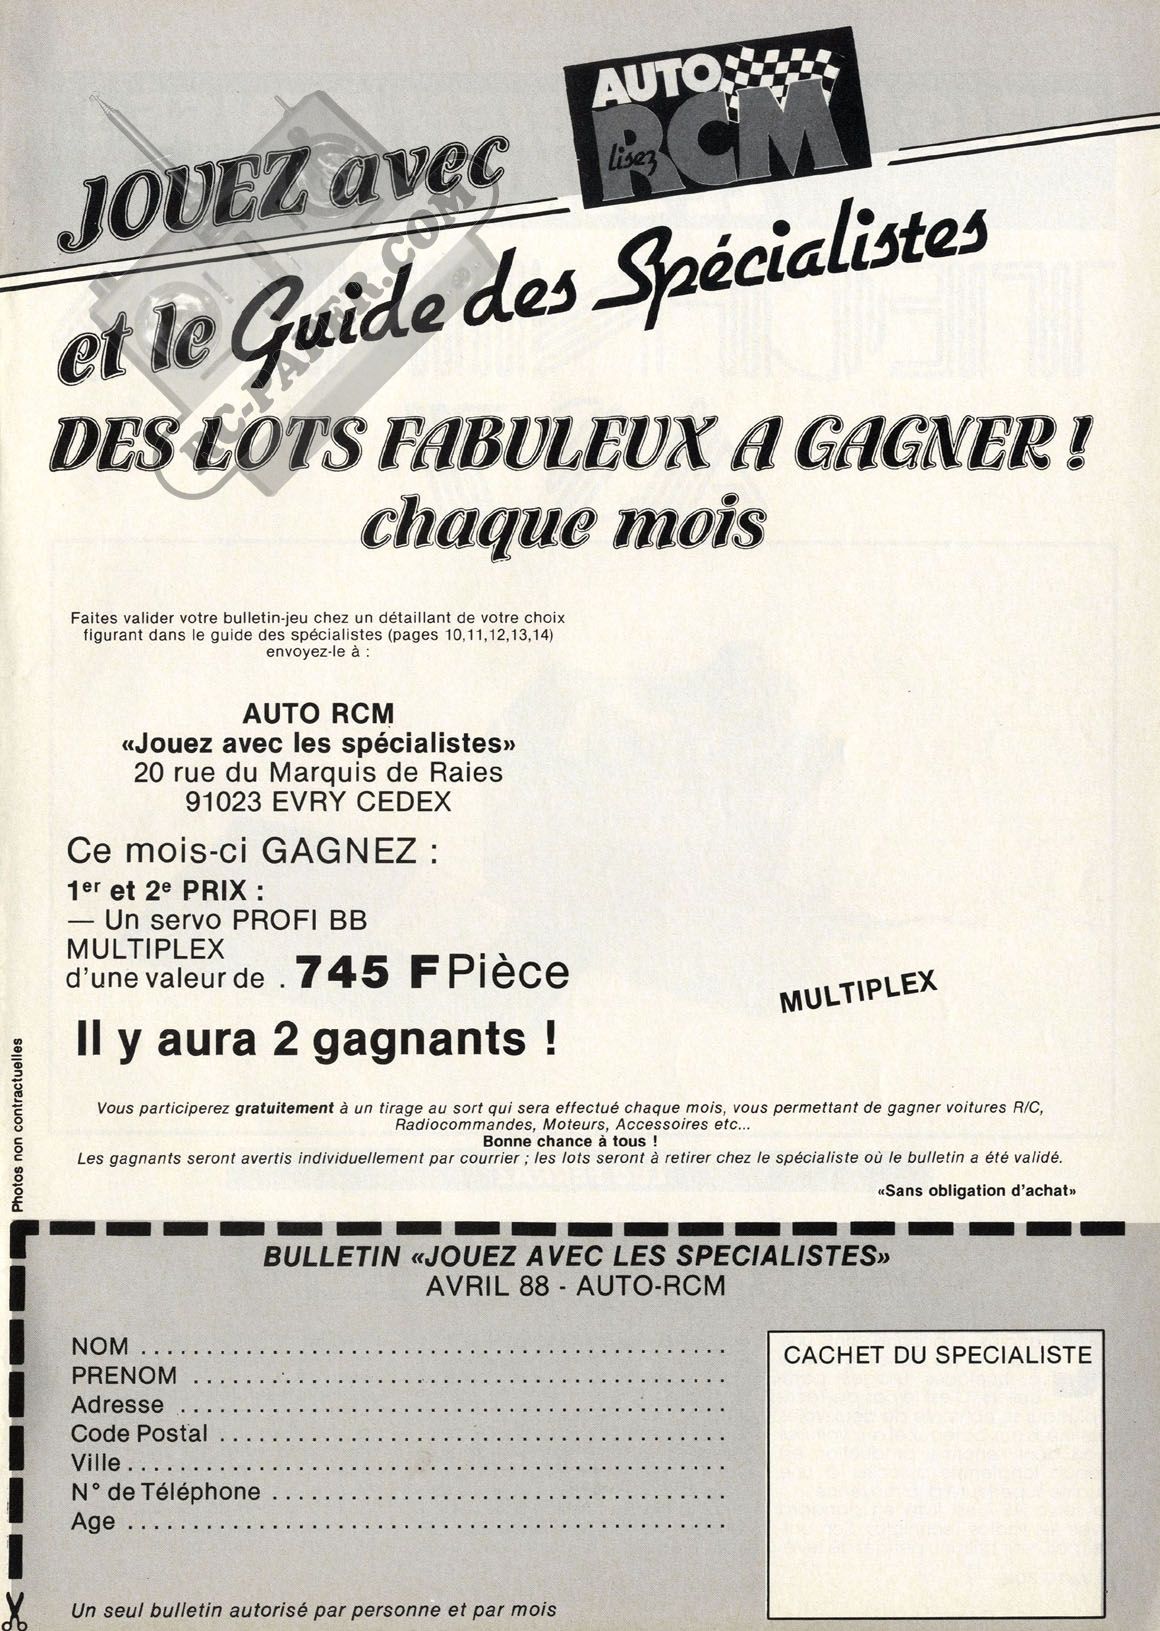 JOUEZ avec
AUTO
lisez RCM
et le Guide des Spécialistes
DES LOTS FABULEUX A GAGNER !
chaque mois
Faites valider votre bulletin-jeu chez un détaillant de votre choix
figurant dans le guide des spécialistes (pages 10,11,12,13,14)
envoyez-le à :
AUTO RCM
«Jouez avec les spécialistes»
20 rue du Marquis de Raies
91023 EVRY CEDEX
Ce mois-ci GAGNEZ :
1er et 2e PRIX :
— Un servo PROFI BB
MULTIPLEX
d'une valeur de . 745 F Pièce
MULTIPLEX
Il y aura 2 gagnants !
Photos non contractuelles
Vous participerez gratuitement à un tirage au sort qui sera effectué chaque mois, vous permettant de gagner voitures R/C,
Radiocommandes, Moteurs, Accessoires etc...
Bonne chance à tous !
Les gagnants seront avertis individuellement par courrier ; les lots seront à retirer chez le spécialiste où le bulletin a été validé.
«Sans obligation d'achat»
BULLETIN «JOUEZ AVEC LES SPECIALISTES»
AVRIL 88 - AUTO-RCM
NOM
PRENOM
Adresse
Code Postal
Ville
N° de Téléphone
Age
CACHET DU SPECIALISTE
Un seul bulletin autorisé par personne et par mois
RC-PAPER.COM